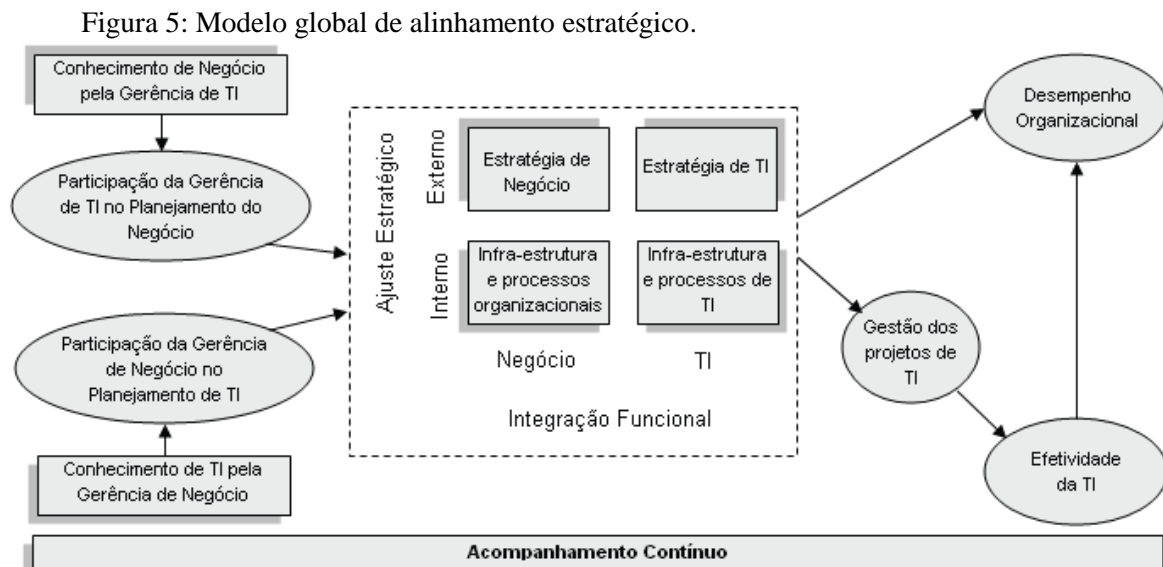 Figura 5: Modelo global de alinhamento estratégico.
Conhecimento de Negócio
pela Gerência de TI
Participação da Gerência
de TI no Planejamento do
Negócio
Participação da Gerência
de Negócio no
Planejamento de TI
Conhecimento de TI pela
Gerência de Negócio
Ajuste Estratégico
Externo
Interno
Estratégia de
Negócio
Estratégia de TI
Infra-estrutura
e processos
organizacionais
Infra-estrutura
e processos de
TI
Negócio
TI
Integração Funcional
Desempenho
Organizacional
Gestão dos
projetos de
TI
Efetividade
da TI
Acompanhamento Contínuo